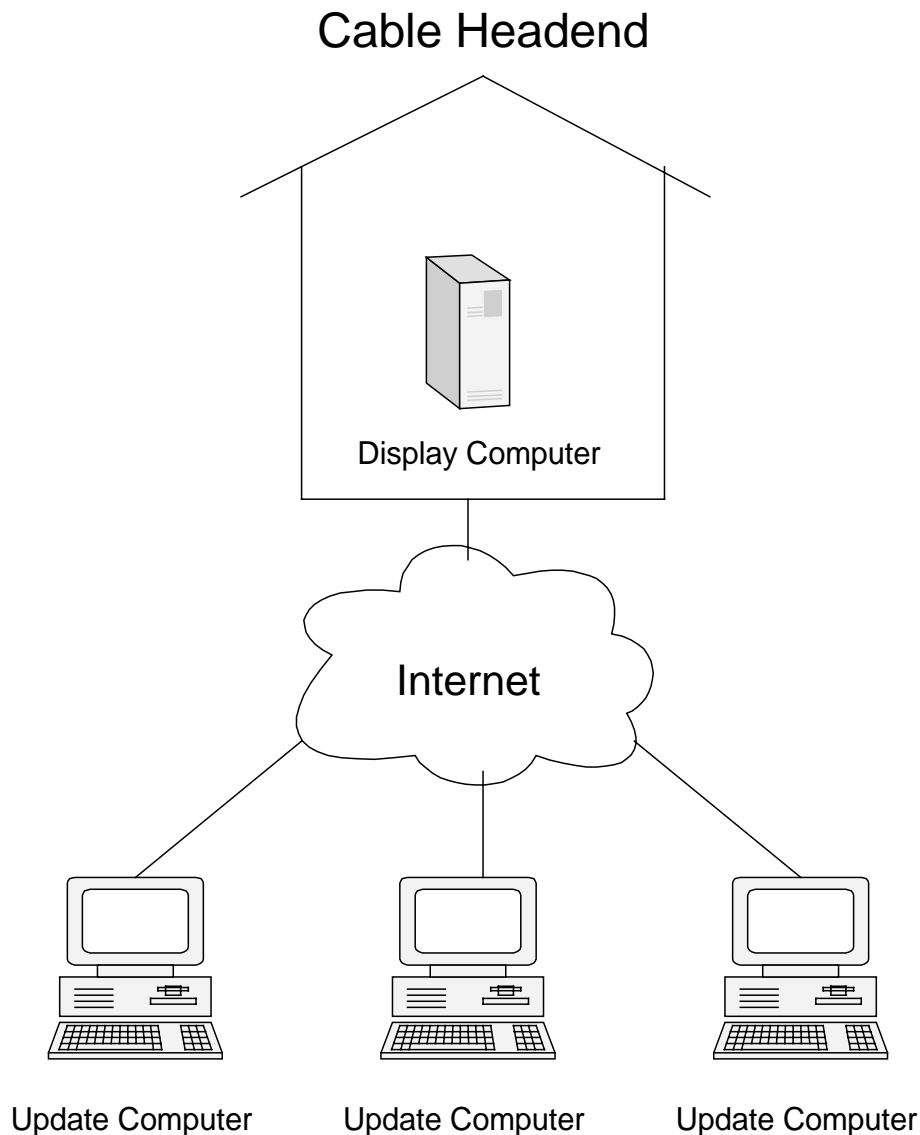 Cable Headend
Display Computer
Internet
Update Computer
Update Computer
Update Computer